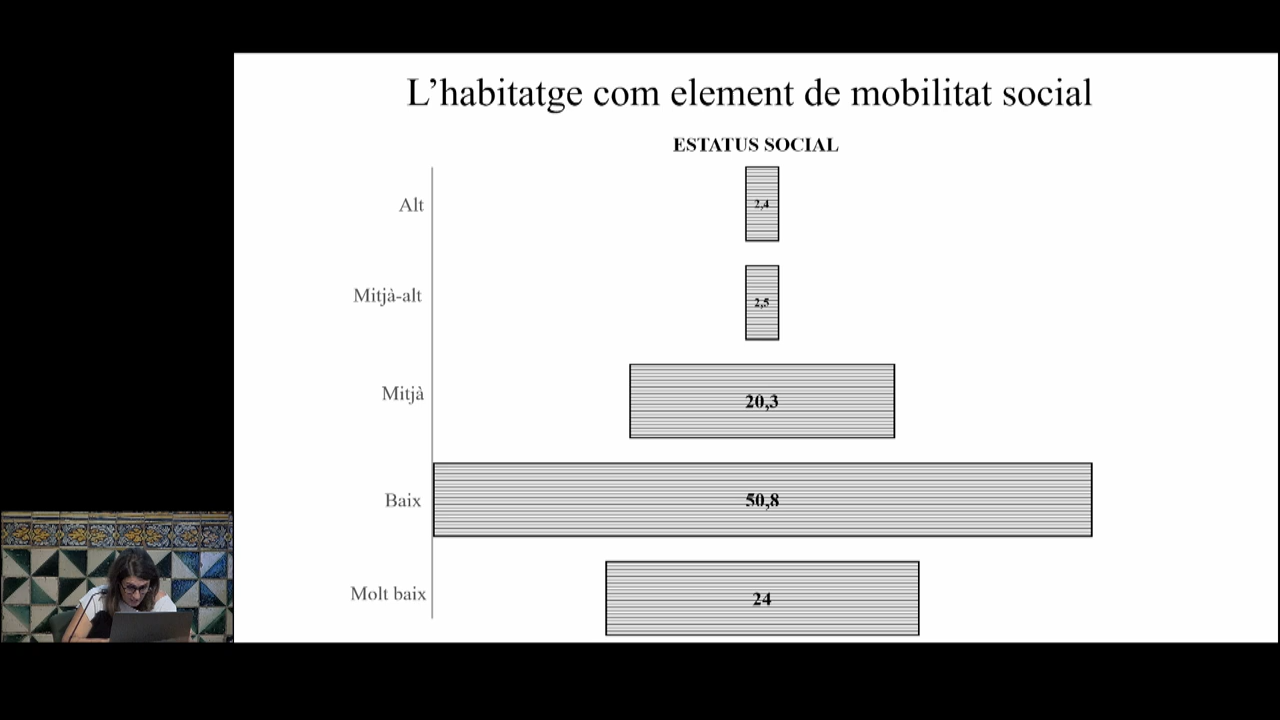 L’habitatge com element de mobilitat social
ESTATUS SOCIAL
Alt
2,4
Mitjà-alt
2,5
Mitjà
20,3
Baix
50,8
Molt baix
24